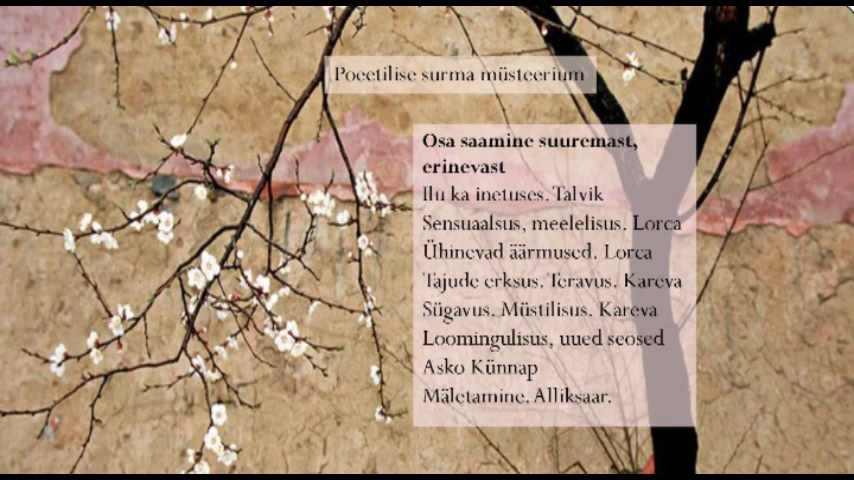 Poeetilise surma müsteerium
Osa saamine suuremast,
erinevast
Ilu ka inetuses. Talvik
Sensuaalsus, meelelisus. Lorca
Ühinevad äärmused. Lorca
Tajude erksus. Teravus. Kareva
Sügavus. Müstilisus. Kareva
Loomingulisus, uued seosed
Asko Künnap
Mäletamine. Alliksaar.